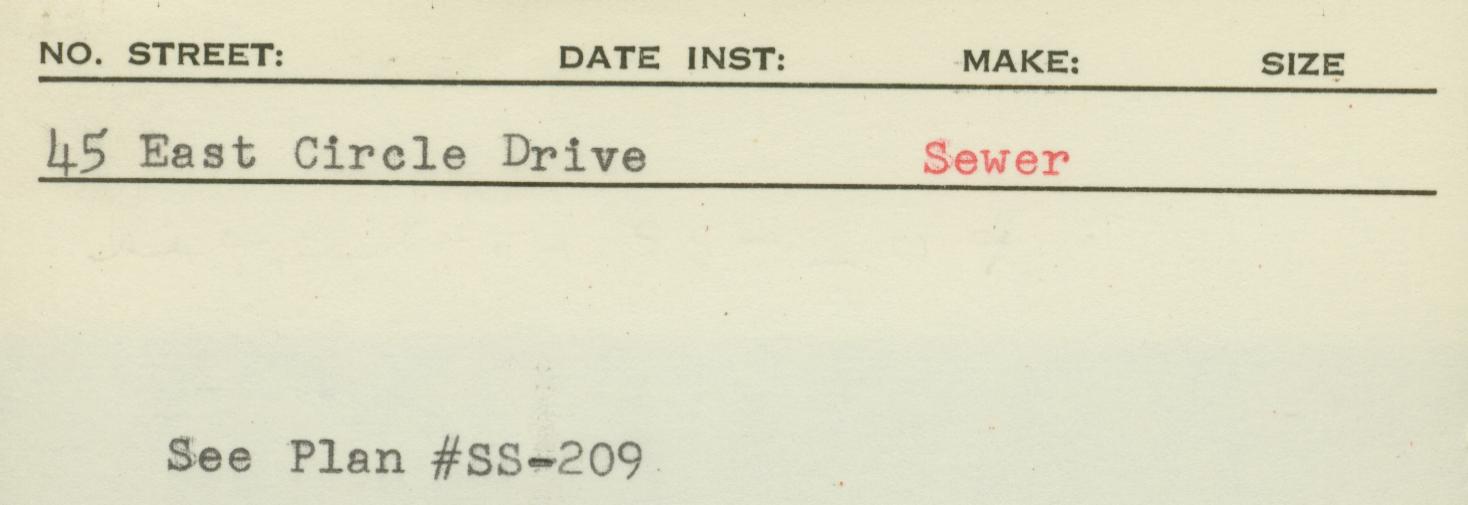 NO. STREET: DATE INST: MAKE: SIZE
45 East Circle Drive Sewer
See Plan #SS-209